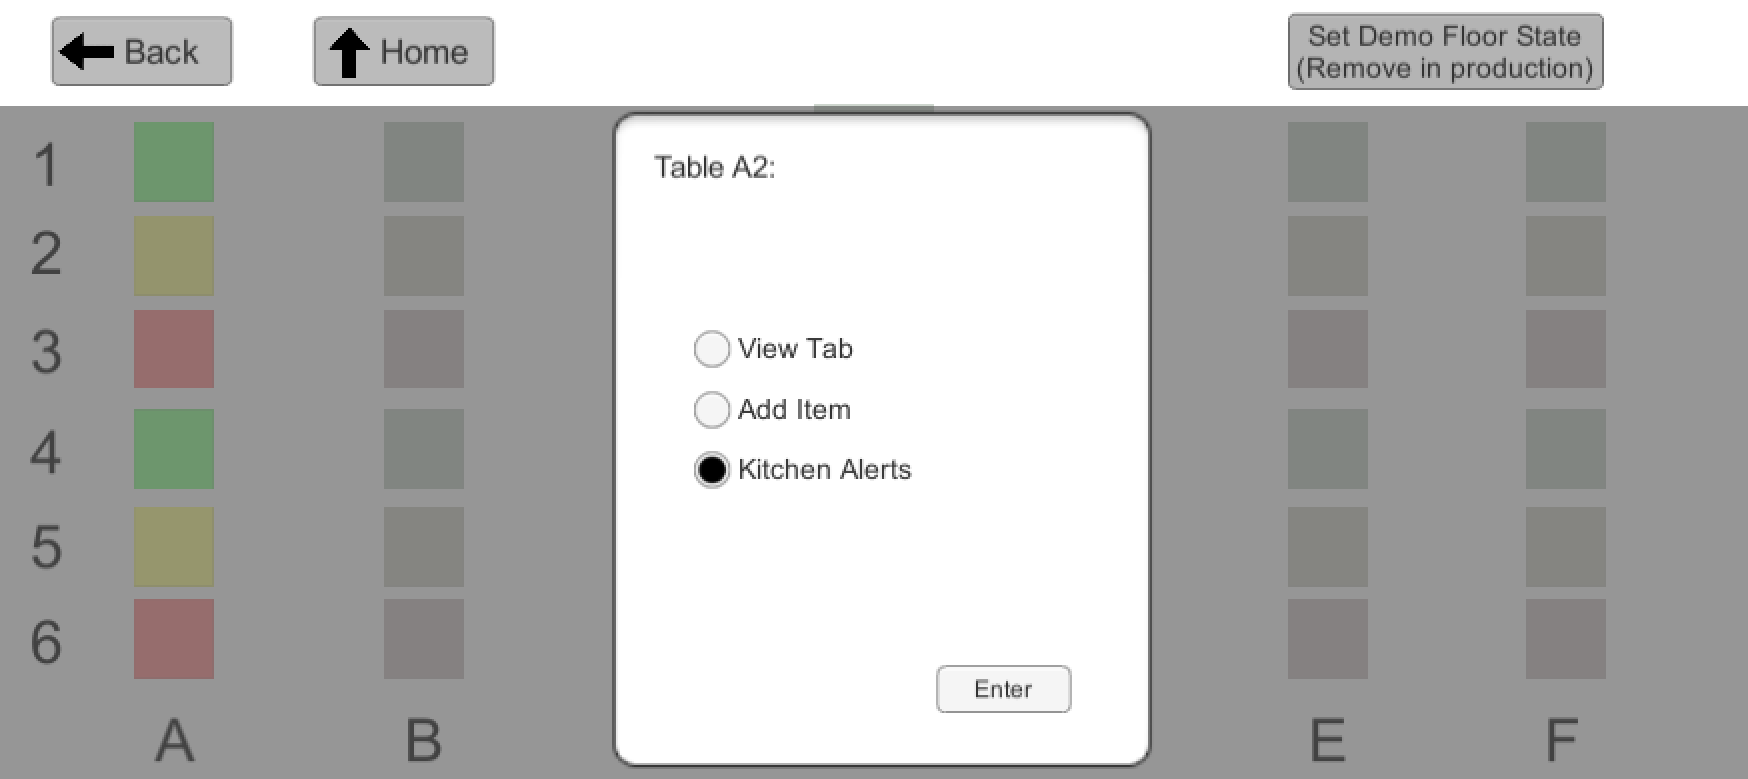 Back
Home
Set Demo Floor State
(Remove in production)
Table A2:
View Tab
Add Item
Kitchen Alerts
Enter
1
2
3
4
5
6
A
B
E
F